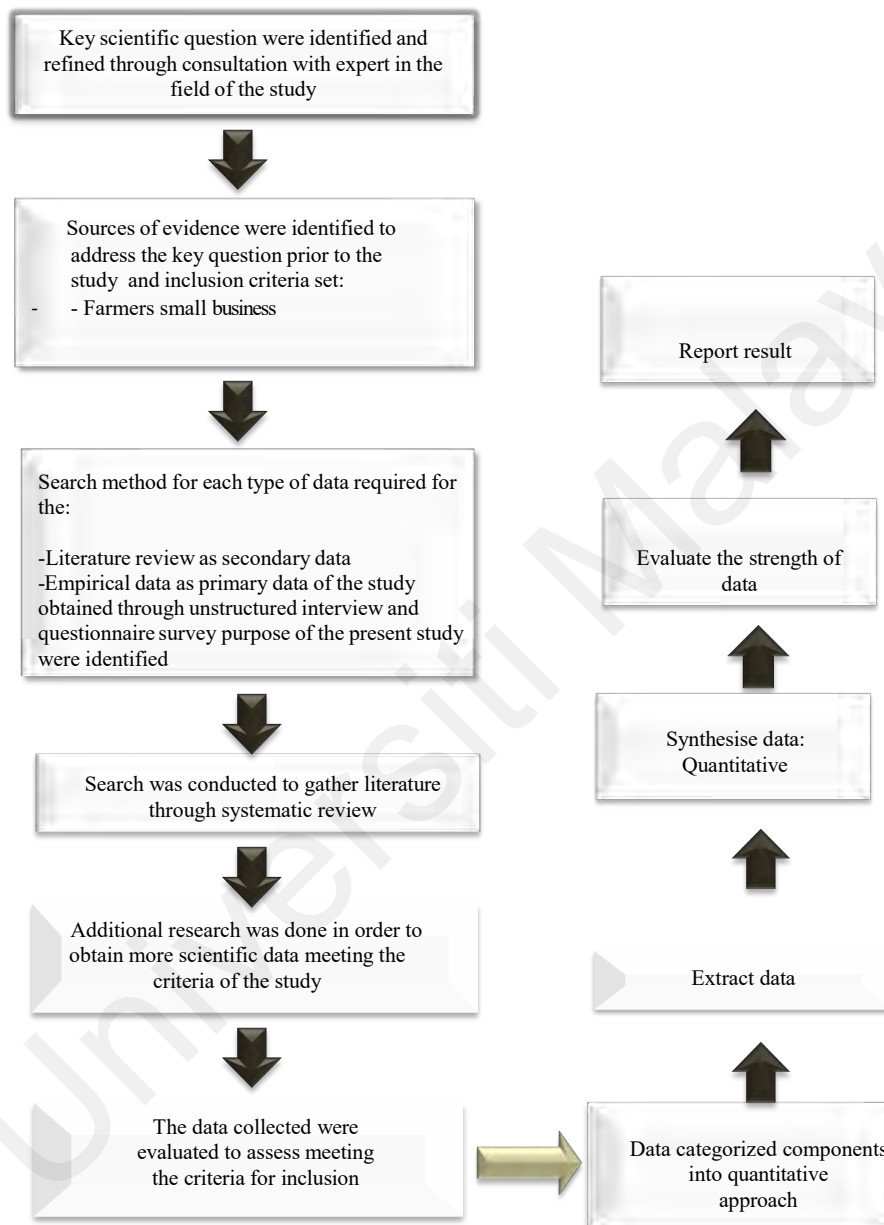 Key scientific question were identified and
refined through consultation with expert in the
field of the study
Sources of evidence were identified to
address the key question prior to the
study and inclusion criteria set:
- - Farmers small business
Search method for each type of data required for
the:
-Literature review as secondary data
-Empirical data as primary data of the study
obtained through unstructured interview and
questionnaire survey purpose of the present study
were identified
Search was conducted to gather literature
through systematic review
Additional research was done in order to
obtain more scientific data meeting the
criteria of the study
The data collected were
evaluated to assess meeting
the criteria for inclusion
Data categorized components
into quantitative
approach
Extract data
Synthesise data:
Quantitative
Evaluate the strength of
data
Report result
Universiti Malay